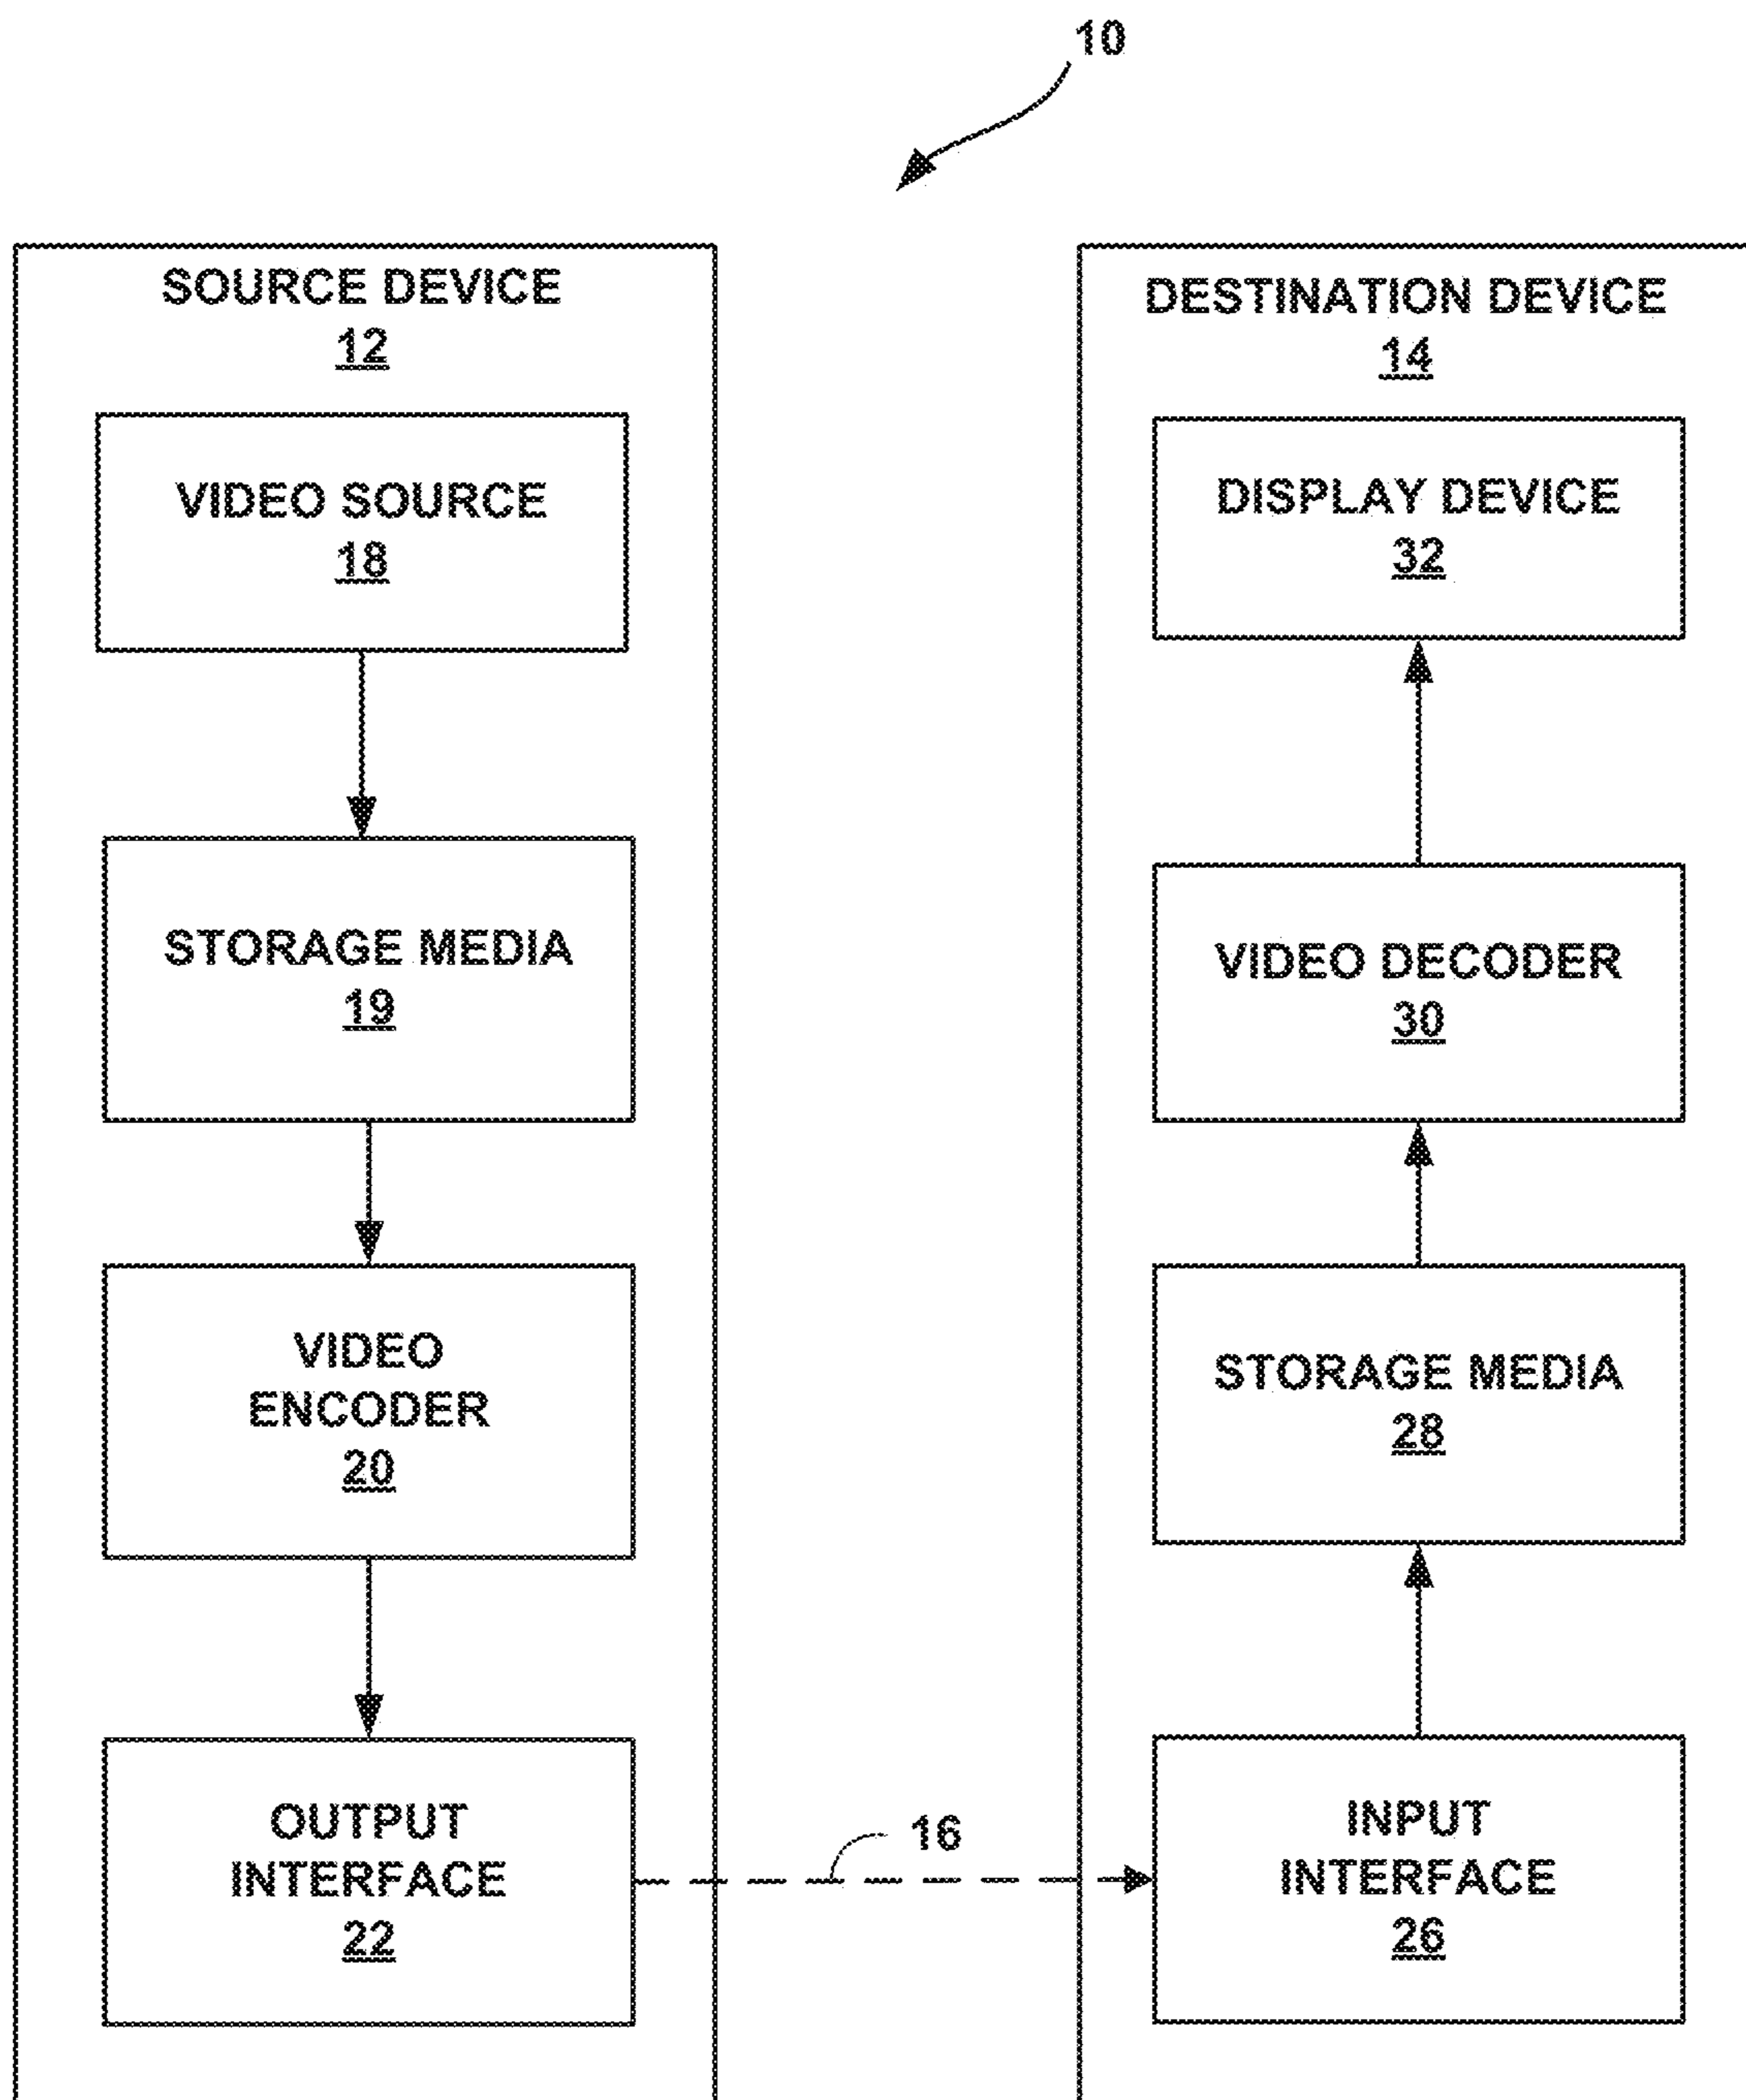 10
SOURCE DEVICE
12
VIDEO SOURCE
18
STORAGE MEDIA
19
VIDEO
ENCODER
20
OUTPUT
INTERFACE
22
16
DESTINATION DEVICE
14
DISPLAY DEVICE
32
VIDEO DECODER
30
STORAGE MEDIA
28
INPUT
INTERFACE
26